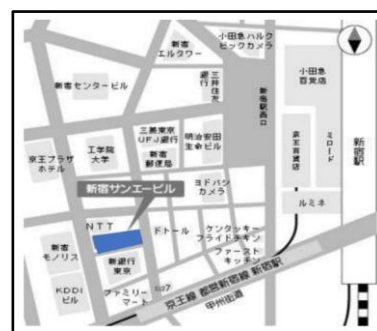 新宿
エルタワー
小田急ハルク
ビックカメラ
三井住友
銀行
小田急
百貨店
新宿センタービル
新宿駅西口
三菱東京
UFJ銀行
明治安田
生命ビル
工学院
大学
新宿
郵便局
京王プラザ
ホテル
京王百貨店
ミロード
新宿駅
ヨドバシ
カメラ
新宿サンエービル
ルミネ
NTT
ドトール
ケンタッキー
フライドチキン
新宿
モノリス
新銀行
東京
ファースト
キッチン
KDDI
ビル
ファミリー
マート
京王線 都営新宿線 新宿駅
甲州街道